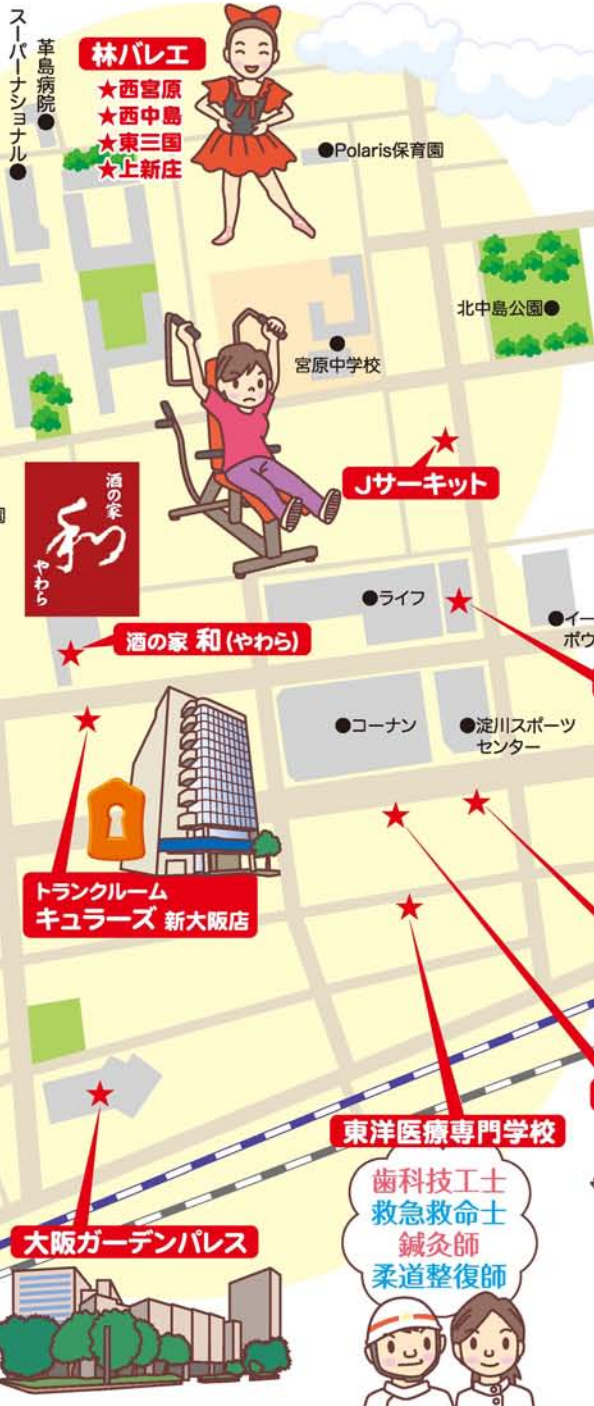 スーパーナショナル
革島病院
林バレエ
★西宮原
★西中島
★東三国
★上新庄
Polaris保育園
北中島公園
宮原中学校
Jサーキット
酒の家
和
やわら
園
酒の家 和(やわら)
ライフ
イー
ボウ
コーナン
淀川スポーツ
センター
トランクルーム
キュラーズ 新大阪店
東洋医療専門学校
歯科技工士
救急救命士
鍼灸師
柔道整復師
大阪ガーデンパレス